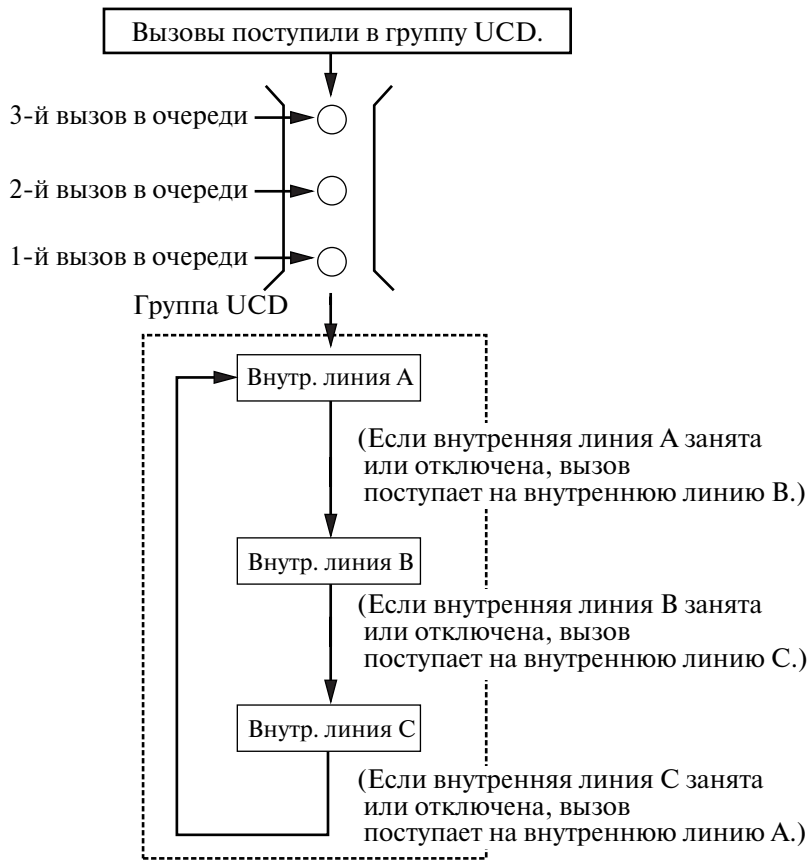 Вызовы поступили в группу UCD.
3-й вызов в очереди
2-й вызов в очереди
1-й вызов в очереди
Группа UCD
Внутр. линия A
(Если внутренняя линия A занята
или отключена, вызов
поступает на внутреннюю линию B.)
Внутр. линия B
(Если внутренняя линия B занята
или отключена, вызов
поступает на внутреннюю линию C.)
Внутр. линия C
(Если внутренняя линия C занята
или отключена, вызов
поступает на внутреннюю линию A.)